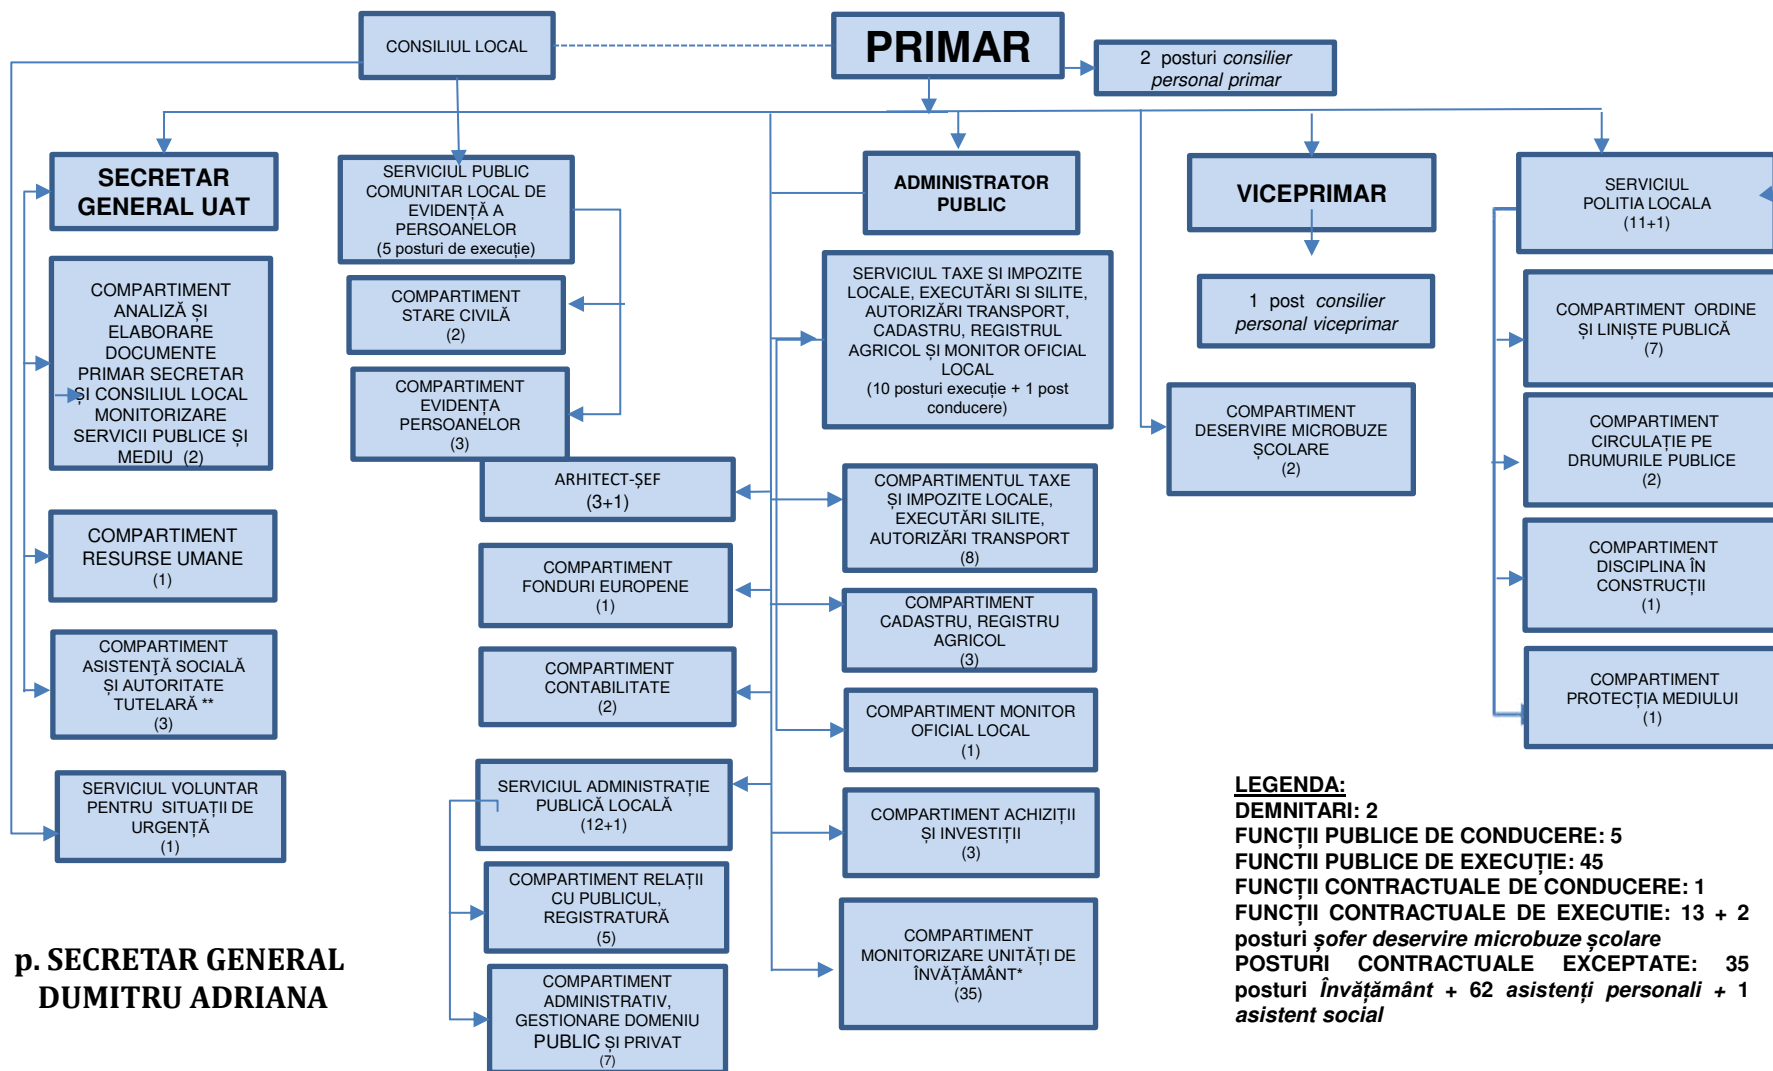 CONSILIUL LOCAL
PRIMAR
2 posturi consilier
personal primar
SECRETAR
GENERAL UAT
SERVICIUL PUBLIC
COMUNITAR LOCAL DE
EVIDENȚĂ A
PERSOANELOR
(5 posturi de execuție)
ADMINISTRATOR
PUBLIC
VICEPRIMAR
SERVICIUL
POLITIA LOCALA
(11+1)
COMPARTIMENT
ANALIZĂ ȘI
ELABORARE
DOCUMENTE
PRIMAR SECRETAR
ȘI CONSILIUL LOCAL
MONITORIZARE
SERVICII PUBLICE ȘI
MEDIU (2)
COMPARTIMENT
STARE CIVILĂ
(2)
COMPARTIMENT
EVIDENȚA
PERSOANELOR
(3)
SERVICIUL TAXE SI IMPOZITE
LOCALE, EXECUTĂRI SI SILITE,
AUTORIZĂRI TRANSPORT,
CADASTRU, REGISTRUL
AGRICOL ȘI MONITOR OFICIAL
LOCAL
(10 posturi execuție + 1 post
conducere)
1 post consilier
personal viceprimar
COMPARTIMENT ORDINE
ȘI LINIȘTE PUBLICĂ
(7)
COMPARTIMENT
DESERVIRE MICROBUZE
ȘCOLARE
(2)
COMPARTIMENT
CIRCULAȚIE PE
DRUMURILE PUBLICE
(2)
ARHITECT-ȘEF
(3+1)
COMPARTIMENTUL TAXE
ȘI IMPOZITE LOCALE,
EXECUTĂRI SILITE,
AUTORIZĂRI TRANSPORT
(8)
COMPARTIMENT
RESURSE UMANE
(1)
COMPARTIMENT
FONDURI EUROPENE
(1)
COMPARTIMENT
CADASTRU, REGISTRU
AGRICOL
(3)
COMPARTIMENT
DISCIPLINA ÎN
CONSTRUCȚII
(1)
COMPARTIMENT
ASISTENŢĂ SOCIALĂ
ȘI AUTORITATE
TUTELARĂ **
(3)
COMPARTIMENT
CONTABILITATE
(2)
COMPARTIMENT MONITOR
OFICIAL LOCAL
(1)
COMPARTIMENT
PROTECȚIA MEDIULUI
(1)
SERVICIUL VOLUNTAR
PENTRU SITUAȚII DE
URGENȚĂ
(1)
SERVICIUL ADMINISTRAȚIE
PUBLICĂ LOCALĂ
(12+1)
COMPARTIMENT ACHIZIȚII
ȘI INVESTIȚII
(3)
COMPARTIMENT RELAȚII
CU PUBLICUL,
REGISTRATURĂ
(5)
COMPARTIMENT
MONITORIZARE UNITĂȚI DE
ÎNVĂȚĂMÂNT*
(35)
COMPARTIMENT
ADMINISTRATIV,
GESTIONARE DOMENIU
PUBLIC ȘI PRIVAT
(7)
LEGENDA:
DEMNITARI: 2
FUNCȚII PUBLICE DE CONDUCERE: 5
FUNCTII PUBLICE DE EXECUȚIE: 45
FUNCȚII CONTRACTUALE DE CONDUCERE: 1
FUNCȚII CONTRACTUALE DE EXECUTIE: 13 + 2
posturi șofer deservire microbuze școlare
POSTURI CONTRACTUALE EXCEPTATE: 35
posturi Învățământ + 62 asistenți personali + 1
asistent social
p. SECRETAR GENERAL
DUMITRU ADRIANA